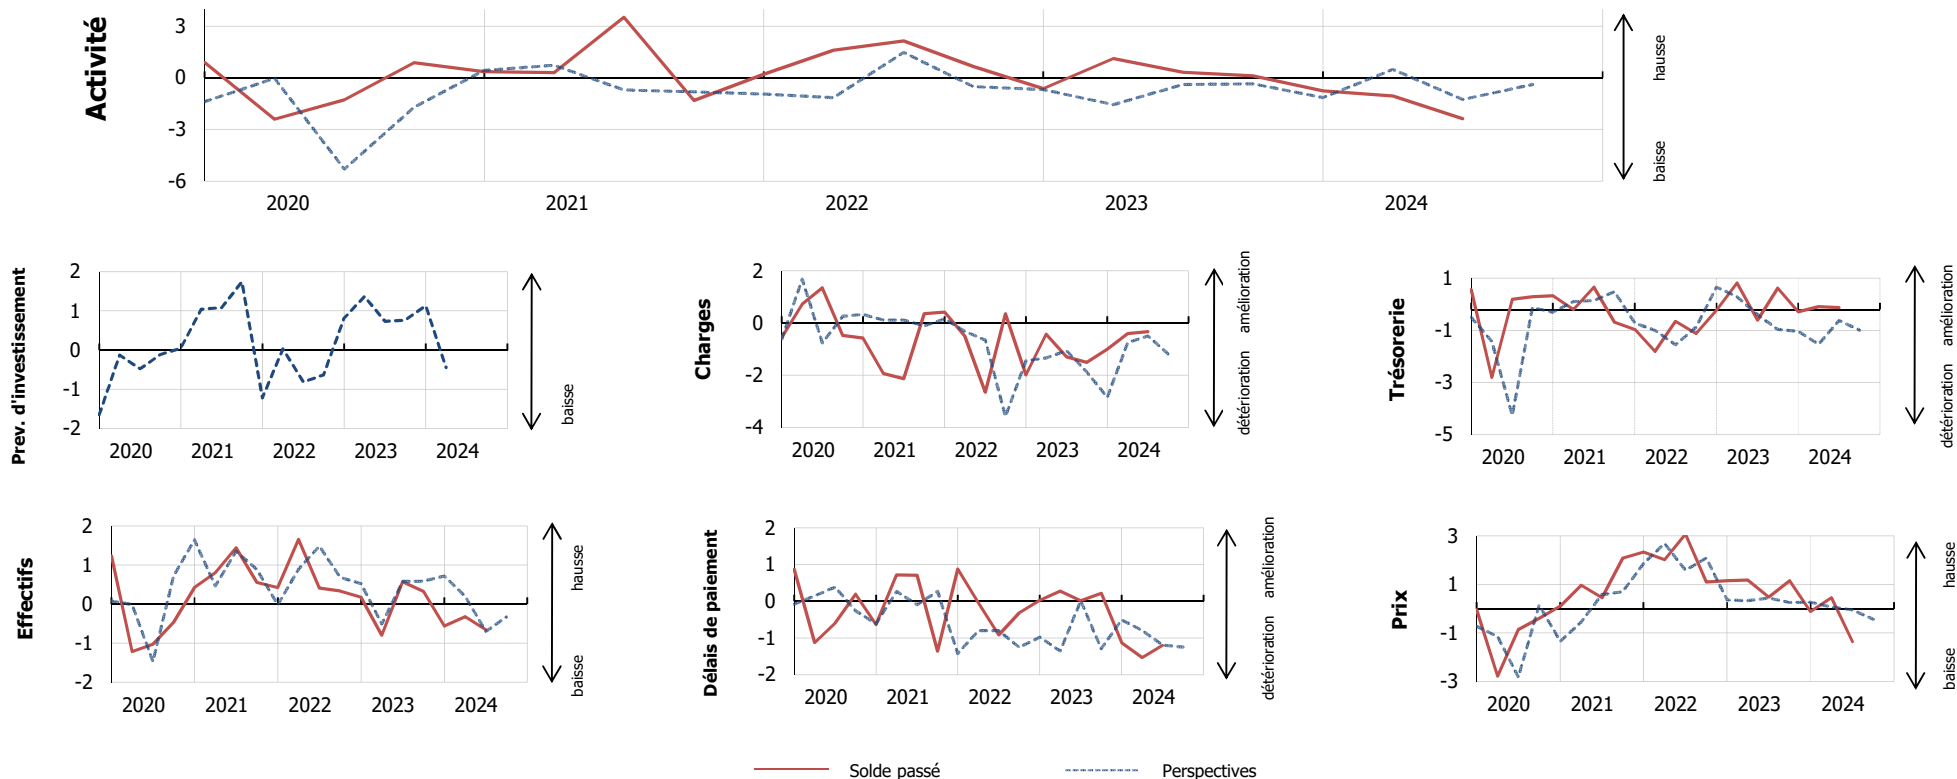 Activité
3
0
-3
-6
2020 2021 2022 2023 2024
hausse
baisse
Prev. d'investissement
2
1
0
-1
-2
2020 2021 2022 2023 2024
baisse
Charges
2
0
-2
-4
2020 2021 2022 2023 2024
amélioration
détérioration
Trésorerie
1
-1
-3
-5
2020 2021 2022 2023 2024
amélioration
détérioration
Effectifs
2
1
0
-1
-2
2020 2021 2022 2023 2024
hausse
baisse
Délais de paiement
2
1
0
-1
-2
2020 2021 2022 2023 2024
amélioration
détérioration
Prix
3
1
-1
-3
2020 2021 2022 2023 2024
hausse
baisse
Solde passé Perspectives